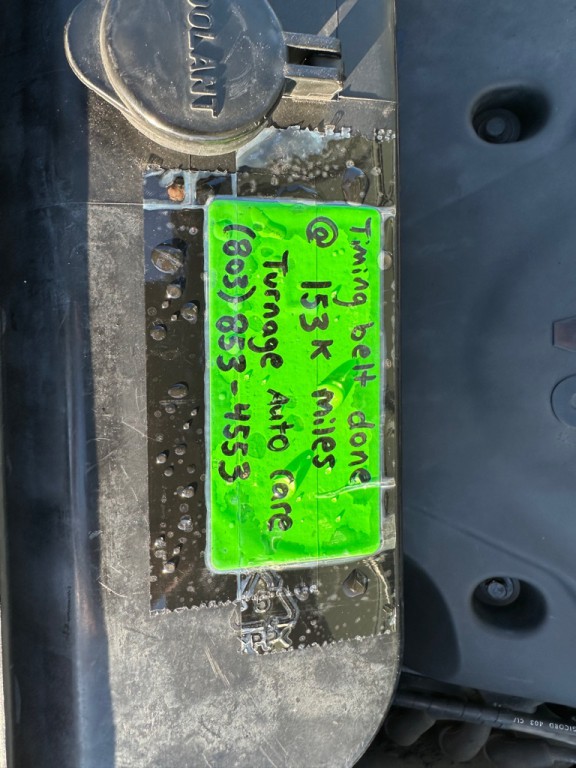 COOLANT
Timing belt done
@ 153K miles
Turnage Auto Care
(803) 853-4553